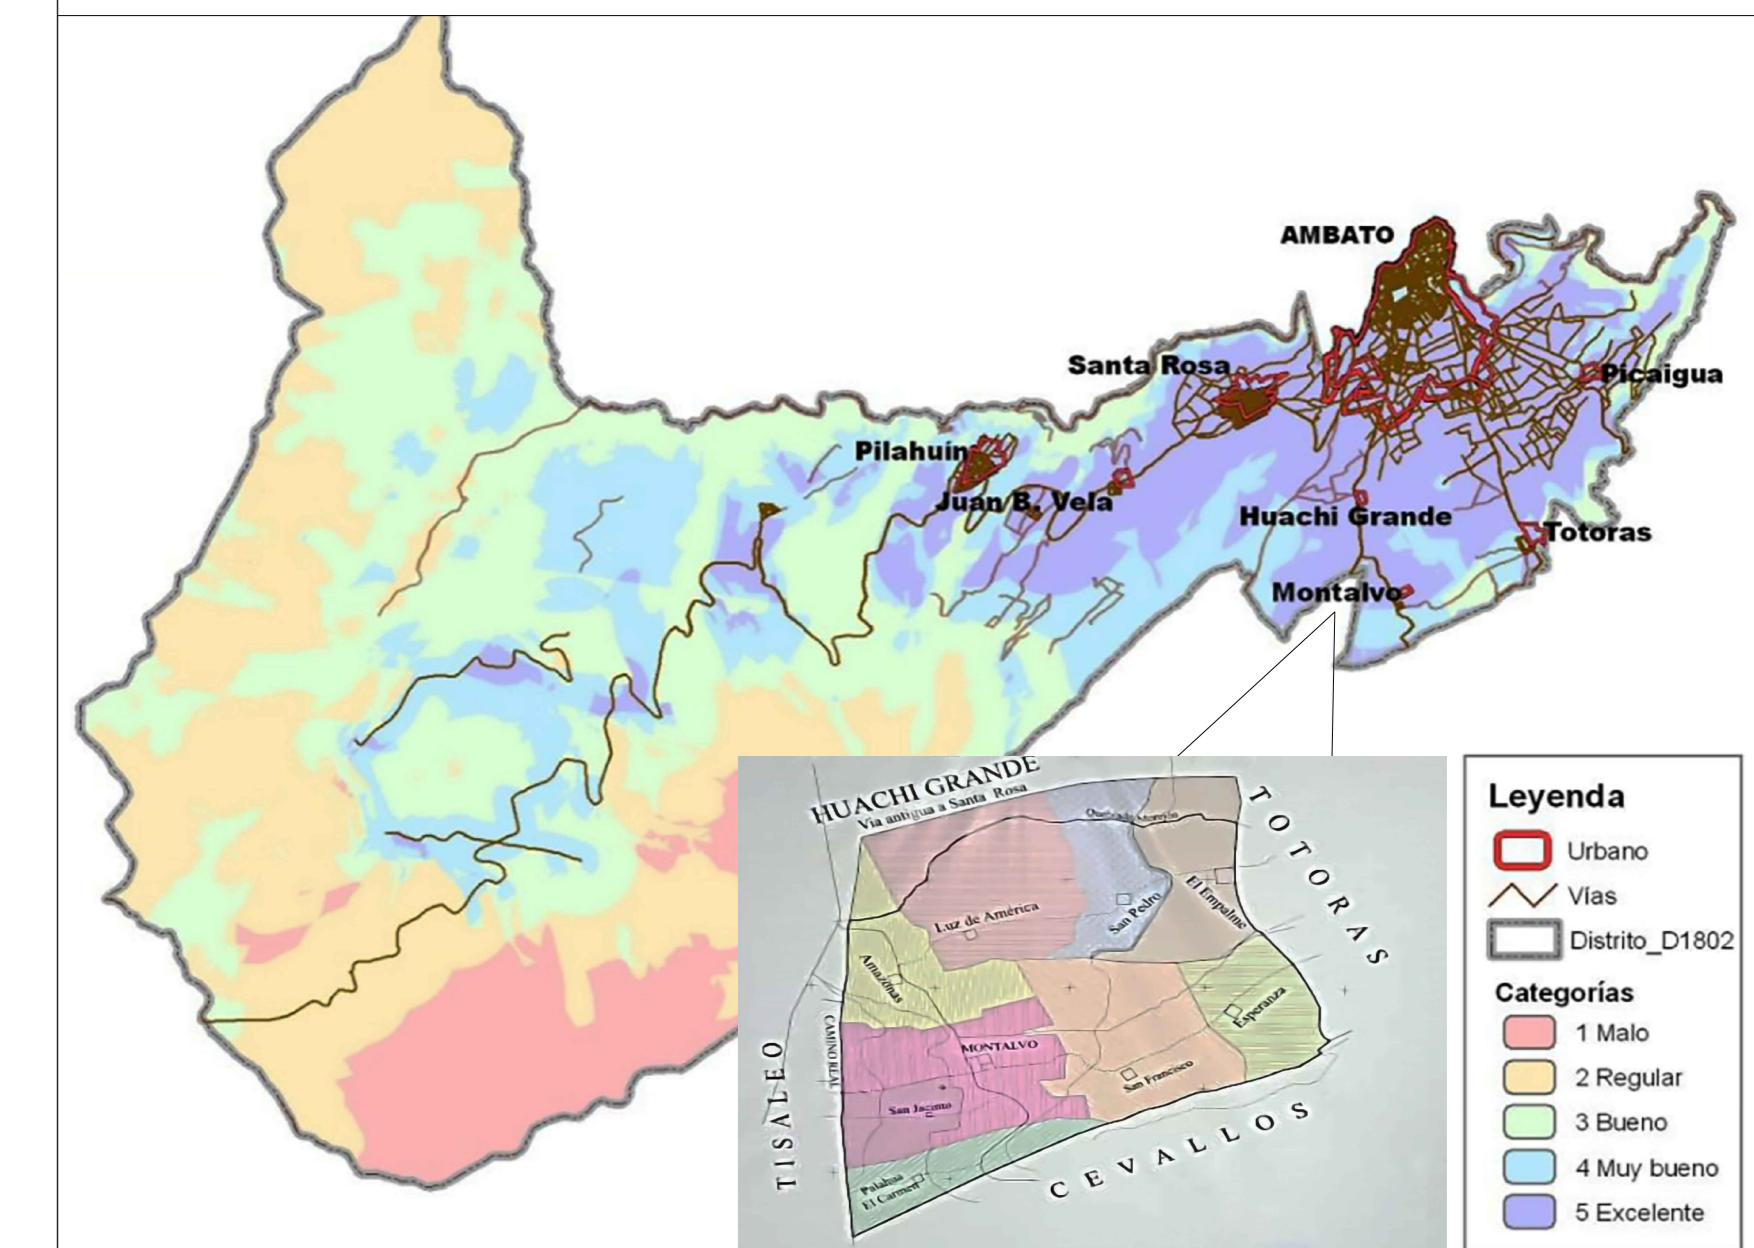 AMBATO
Santa Rosa
Picaigua
Pilahuín
Juan B. Vela
Huachi Grande
Totoras
Montalvo
HUACHI GRANDE
Via antigua a Santa Rosa
TOTORAS
Luz de América
San Pedro
El Empalme
Amazonas
Esperanza
CAMINO REAL
MONTALVO
San Francisco
San Jacinto
TISALEO
Palahua
El Carmen
CEVALLOS
Leyenda
Urbano
Vías
Distrito_D1802
Categorías
1 Malo
2 Regular
3 Bueno
4 Muy bueno
5 Excelente